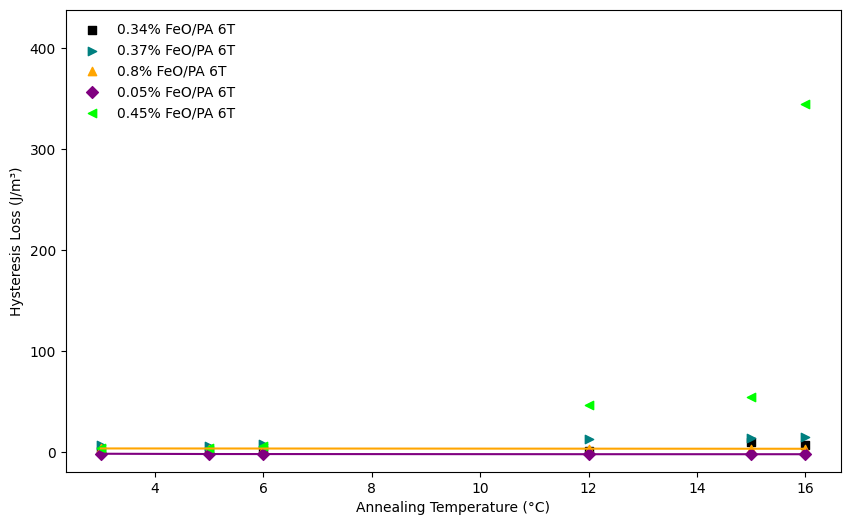 0.34% FeO/PA 6T
0.37% FeO/PA 6T
0.8% FeO/PA 6T
0.05% FeO/PA 6T
0.45% FeO/PA 6T
Hysteresis Loss (J/m³)
400
300
200
100
0
4
6
8
10
12
14
16
Annealing Temperature (°C)